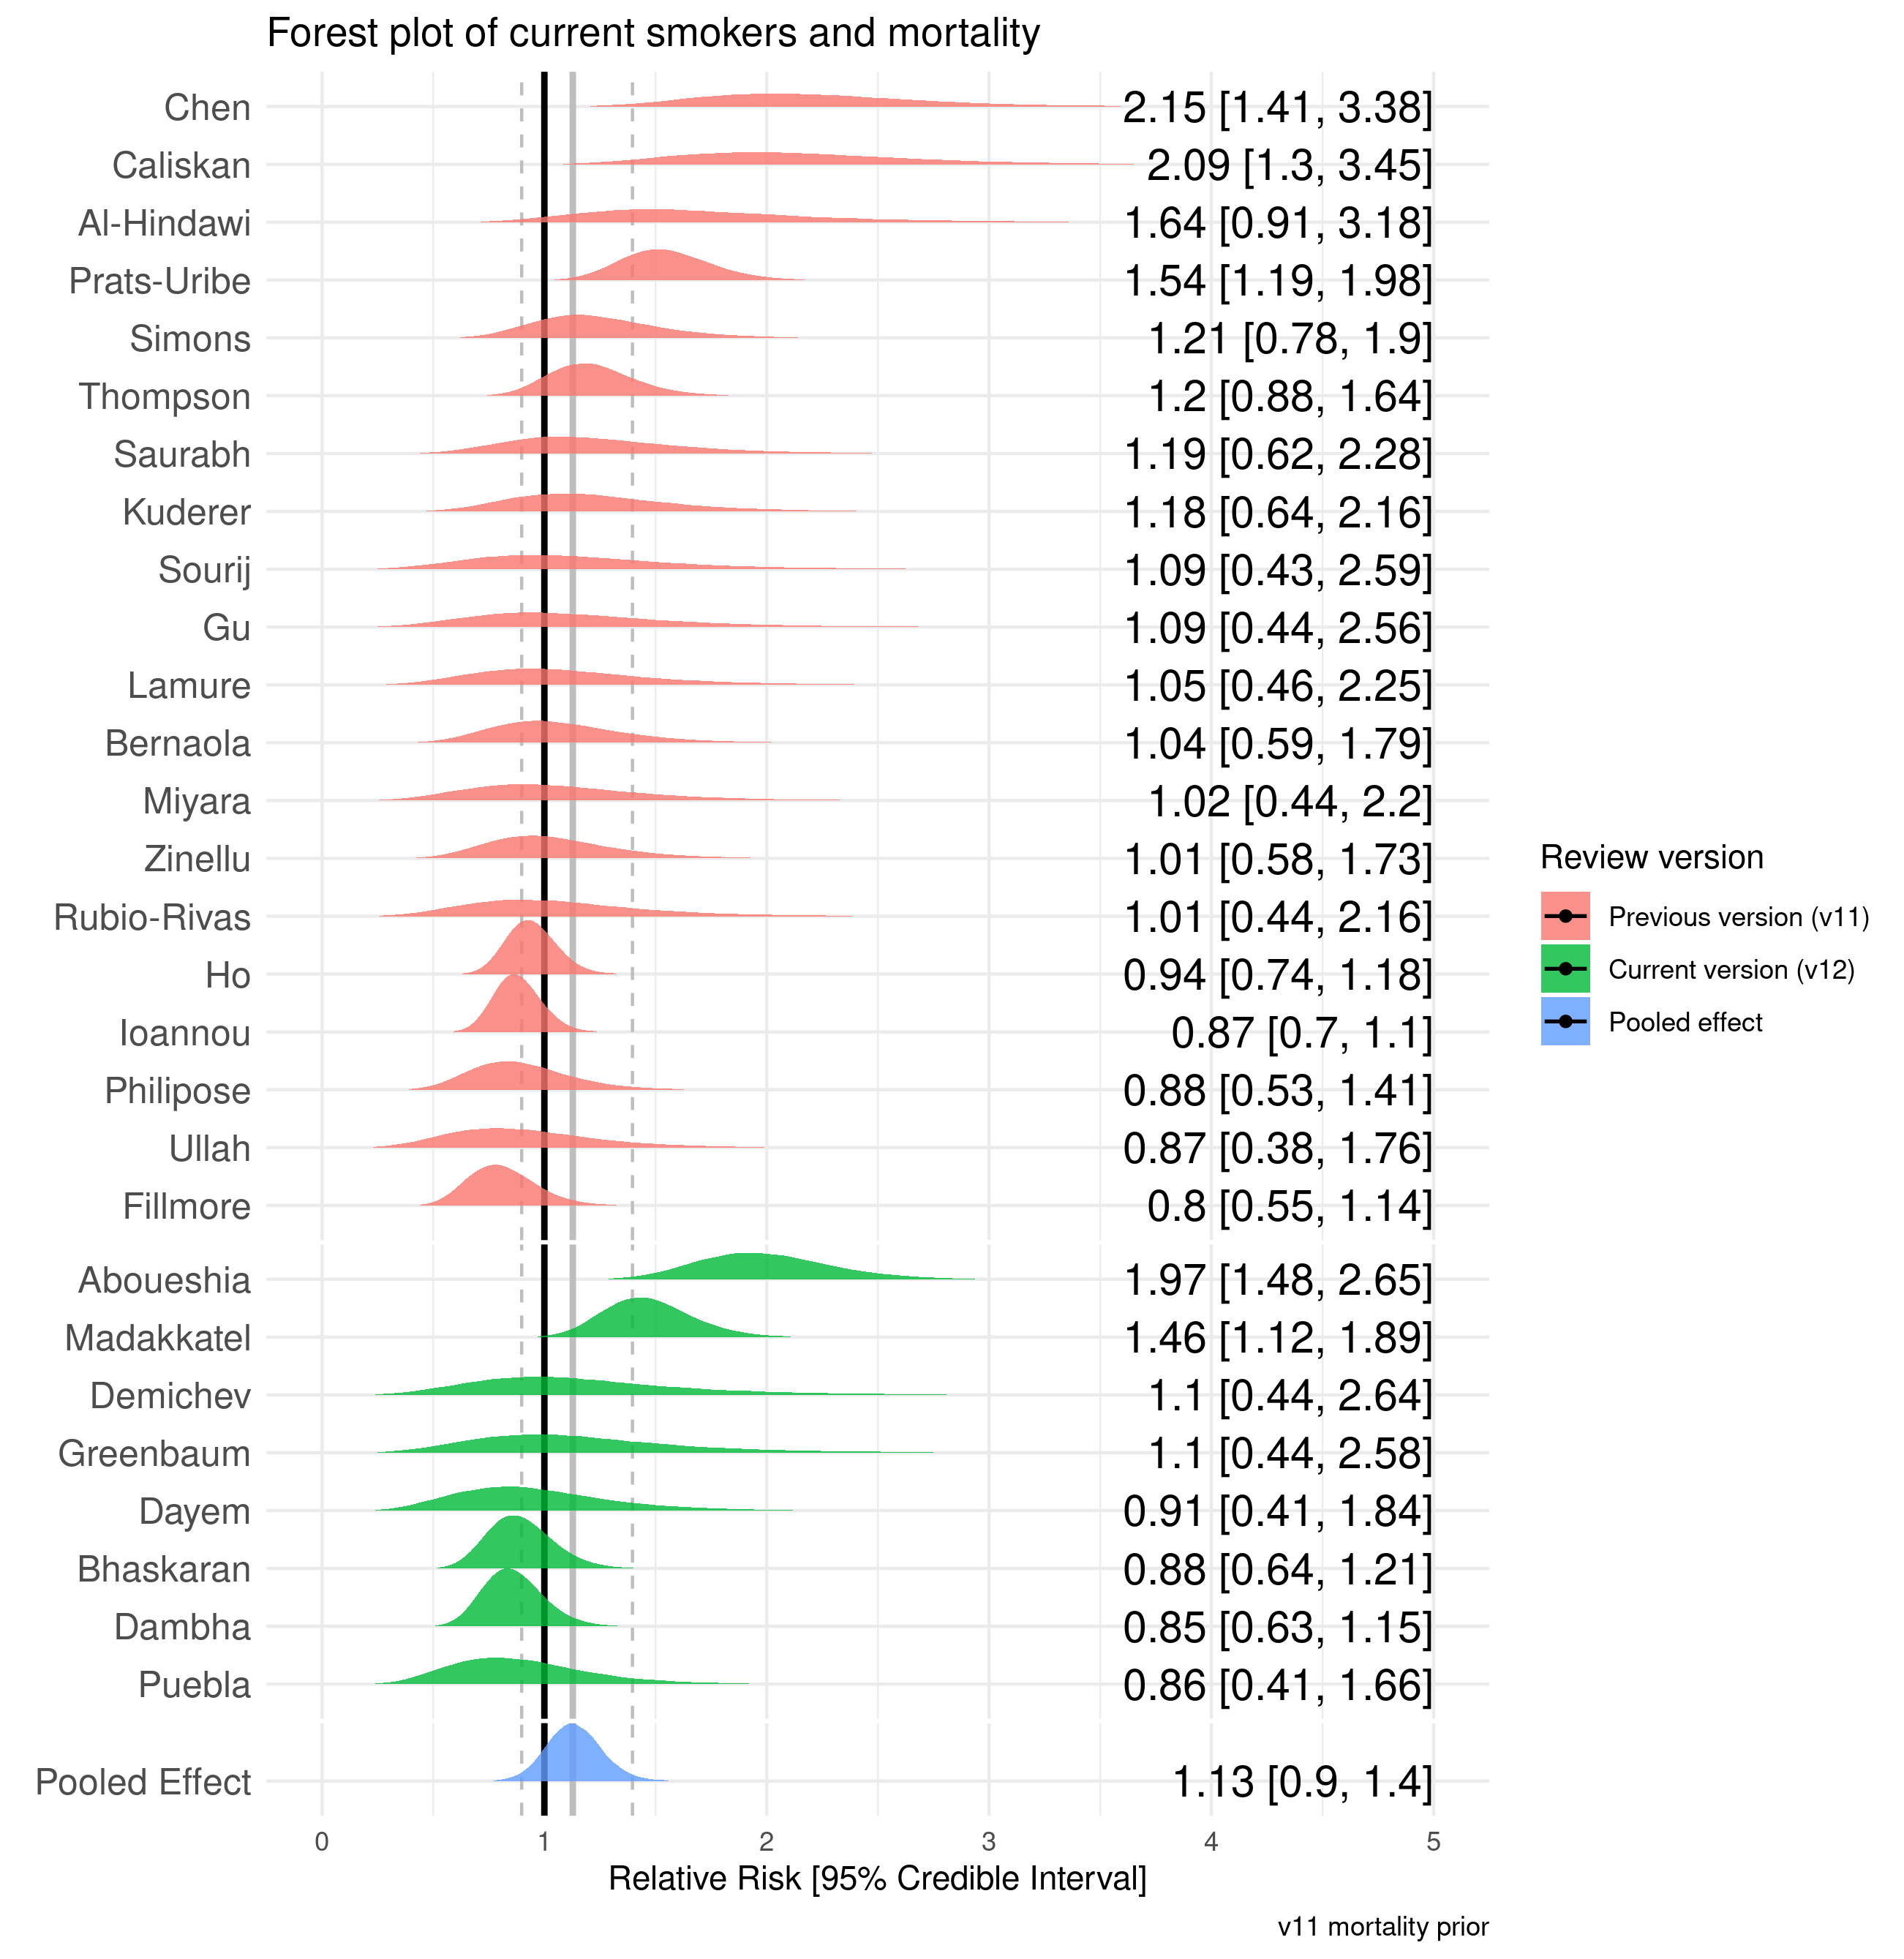 Forest plot of current smokers and mortality
Chen 2.15 [1.41, 3.38]
Caliskan 2.09 [1.3, 3.45]
Al-Hindawi 1.64 [0.91, 3.18]
Prats-Uribe 1.54 [1.19, 1.98]
Simons 1.21 [0.78, 1.9]
Thompson 1.2 [0.88, 1.64]
Saurabh 1.19 [0.62, 2.28]
Kuderer 1.18 [0.64, 2.16]
Sourij 1.09 [0.43, 2.59]
Gu 1.09 [0.44, 2.56]
Lamure 1.05 [0.46, 2.25]
Bernaola 1.04 [0.59, 1.79]
Miyara 1.02 [0.44, 2.2]
Zinellu 1.01 [0.58, 1.73]
Rubio-Rivas 1.01 [0.44, 2.16]
Ho 0.94 [0.74, 1.18]
Ioannou 0.87 [0.7, 1.1]
Philipose 0.88 [0.53, 1.41]
Ullah 0.87 [0.38, 1.76]
Fillmore 0.8 [0.55, 1.14]
Aboueshia 1.97 [1.48, 2.65]
Madakkatel 1.46 [1.12, 1.89]
Demichev 1.1 [0.44, 2.64]
Greenbaum 1.1 [0.44, 2.58]
Dayem 0.91 [0.41, 1.84]
Bhaskaran 0.88 [0.64, 1.21]
Dambha 0.85 [0.63, 1.15]
Puebla 0.86 [0.41, 1.66]
Pooled Effect 1.13 [0.9, 1.4]
0 1 2 3 4 5
Relative Risk [95% Credible Interval]
v11 mortality prior
Review version
Previous version (v11)
Current version (v12)
Pooled effect